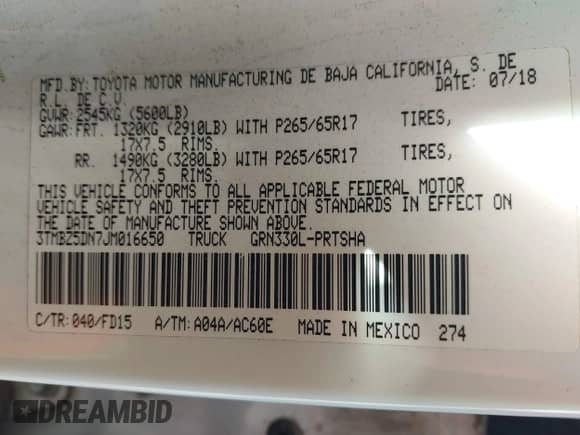 MFD.BY:TOYOTA MOTOR MANUFACTURING DE BAJA CALIFORNIA, S. DE
R.L. DE C.V. DATE: 07/18
GVWR:2545KG (5600LB)
GAWR:FRT. 1320KG (2910LB) WITH P265/65R17 TIRES,
17X7.5 RIMS.
RR. 1490KG (3280LB) WITH P265/65R17 TIRES,
17X7.5 RIMS.
THIS VEHICLE CONFORMS TO ALL APPLICABLE FEDERAL MOTOR
VEHICLE SAFETY AND THEFT PREVENTION STANDARDS IN EFFECT ON
THE DATE OF MANUFACTURE SHOWN ABOVE.
3TMBZ5DN7JM016650 TRUCK GRN330L-PRTSHA
C/TR:040/FD15 A/TM:A04A/AC60E MADE IN MEXICO 274
DREAMBID